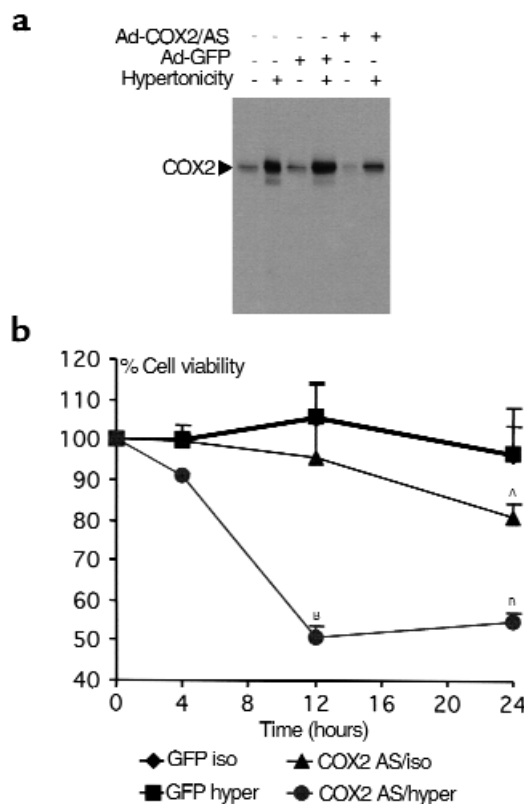 a
Ad-COX2/AS - - - - + +
Ad-GFP - - + + - -
Hypertonicity - + - + - +
COX2
b
% Cell viability
120
110
100
90
80
70
60
50
40
0 4 8 12 16 20 24
Time (hours)
GFP iso COX2 AS/iso
GFP hyper COX2 AS/hyper